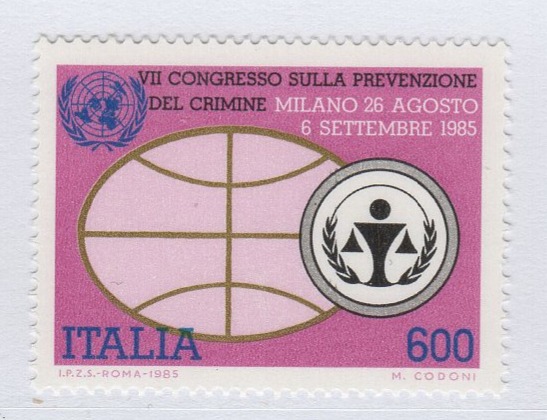 VII CONGRESSO SULLA PREVENZIONE
DEL CRIMINE MILANO 26 AGOSTO
6 SETTEMBRE 1985
ITALIA 600
I.P.Z.S.-ROMA-1985 M. CODONI